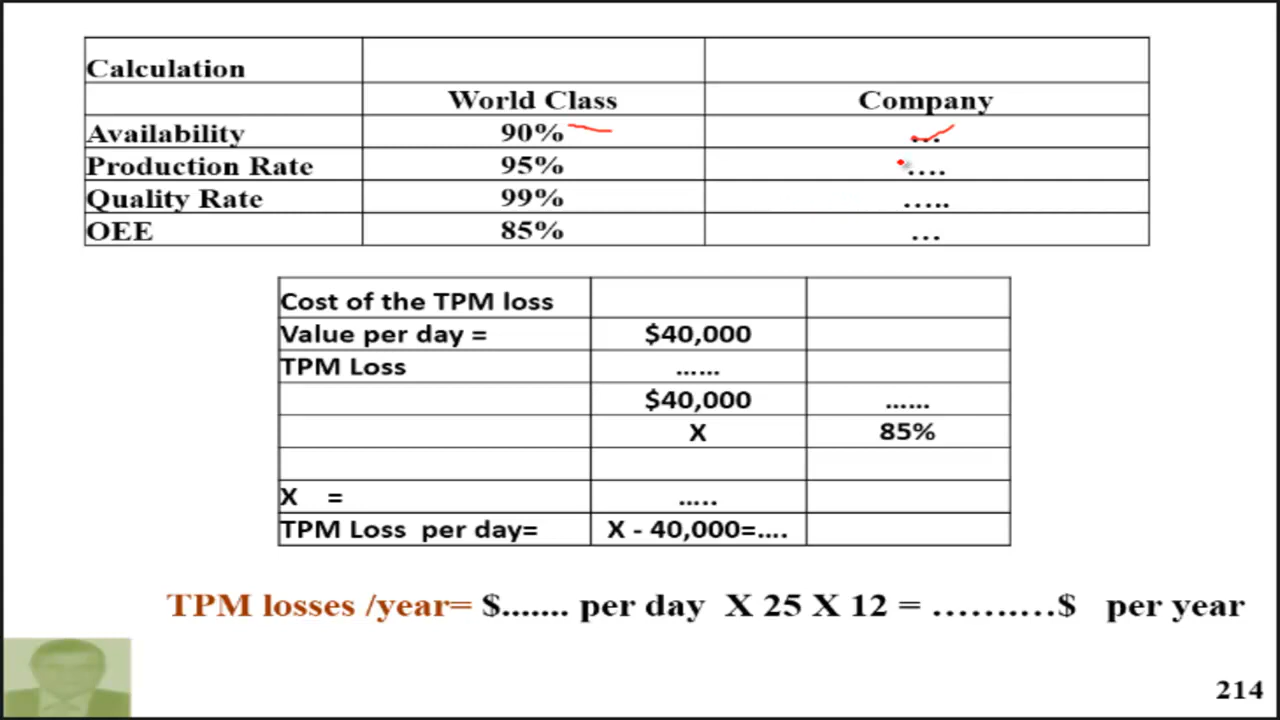 Calculation
World Class Company
Availability 90% ...
Production Rate 95% ....
Quality Rate 99% .....
OEE 85% ...
Cost of the TPM loss
Value per day = $40,000
TPM Loss ......
$40,000 ......
X 85%
X = .....
TPM Loss per day= X - 40,000=....
TPM losses /year= $....... per day X 25 X 12 = ..........$ per year
214